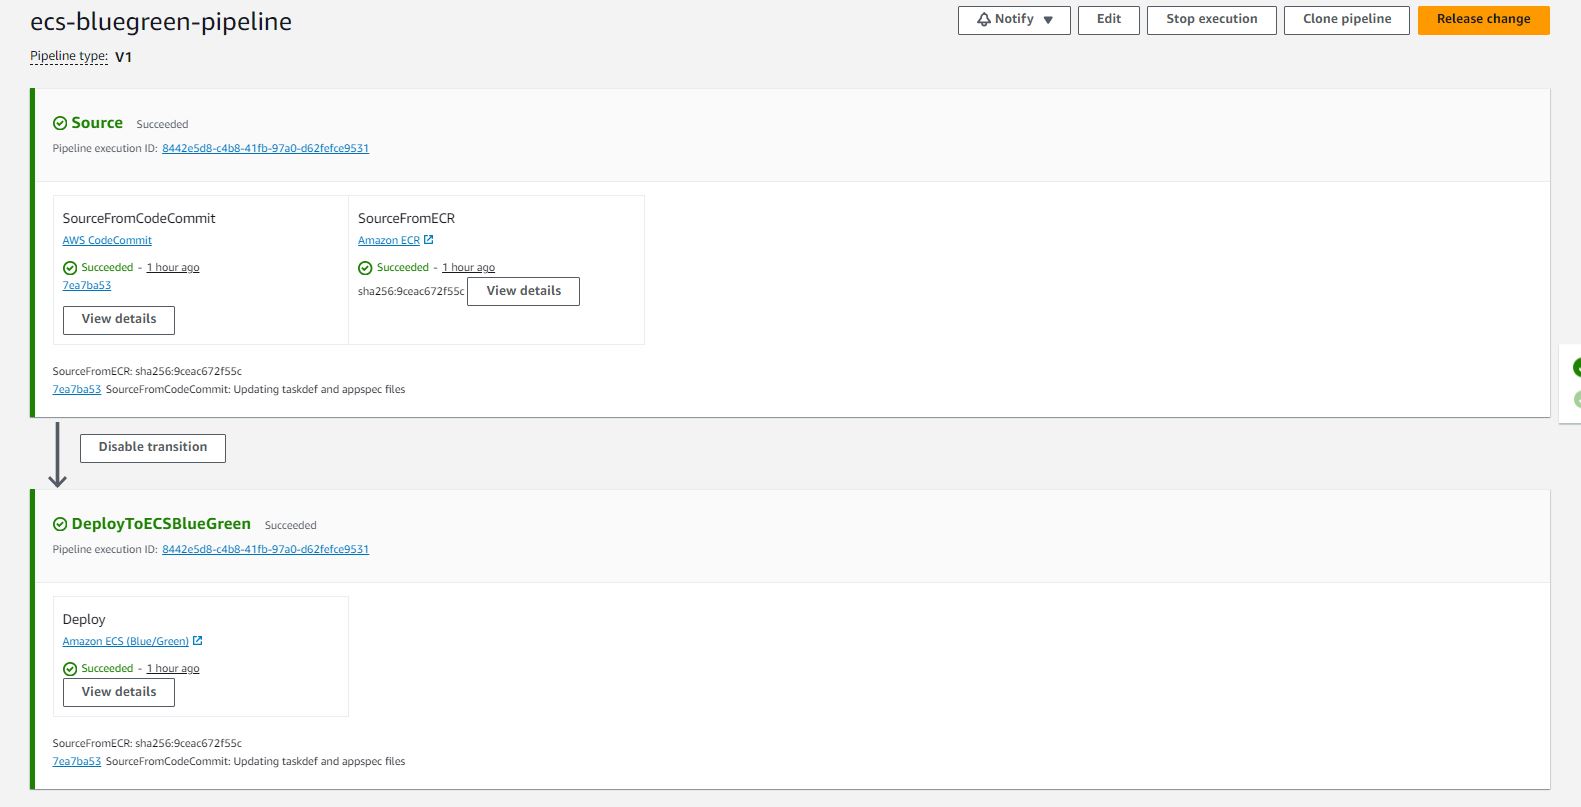 ecs-bluegreen-pipeline
Notify ▼ Edit Stop execution Clone pipeline Release change
Pipeline type: V1
Source Succeeded
Pipeline execution ID: 8442e5d8-c4b8-41fb-97a0-d62fefce9531
SourceFromCodeCommit
AWS CodeCommit
Succeeded - 1 hour ago
7ea7ba53
View details
SourceFromECR
Amazon ECR
Succeeded - 1 hour ago
sha256:9ceac672f55c View details
SourceFromECR: sha256:9ceac672f55c
7ea7ba53 SourceFromCodeCommit: Updating taskdef and appspec files
Disable transition
DeployToECSBlueGreen Succeeded
Pipeline execution ID: 8442e5d8-c4b8-41fb-97a0-d62fefce9531
Deploy
Amazon ECS (Blue/Green)
Succeeded - 1 hour ago
View details
SourceFromECR: sha256:9ceac672f55c
7ea7ba53 SourceFromCodeCommit: Updating taskdef and appspec files